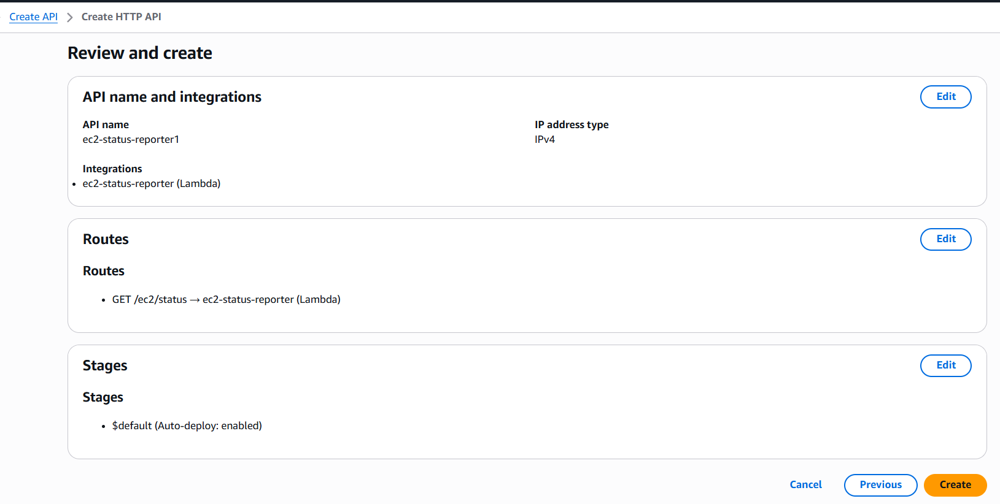 Create API > Create HTTP API
Review and create
API name and integrations
Edit
API name
IP address type
ec2-status-reporter1
IPv4
Integrations
• ec2-status-reporter (Lambda)
Routes
Edit
Routes
• GET /ec2/status → ec2-status-reporter (Lambda)
Stages
Edit
Stages
• $default (Auto-deploy: enabled)
Cancel
Previous
Create